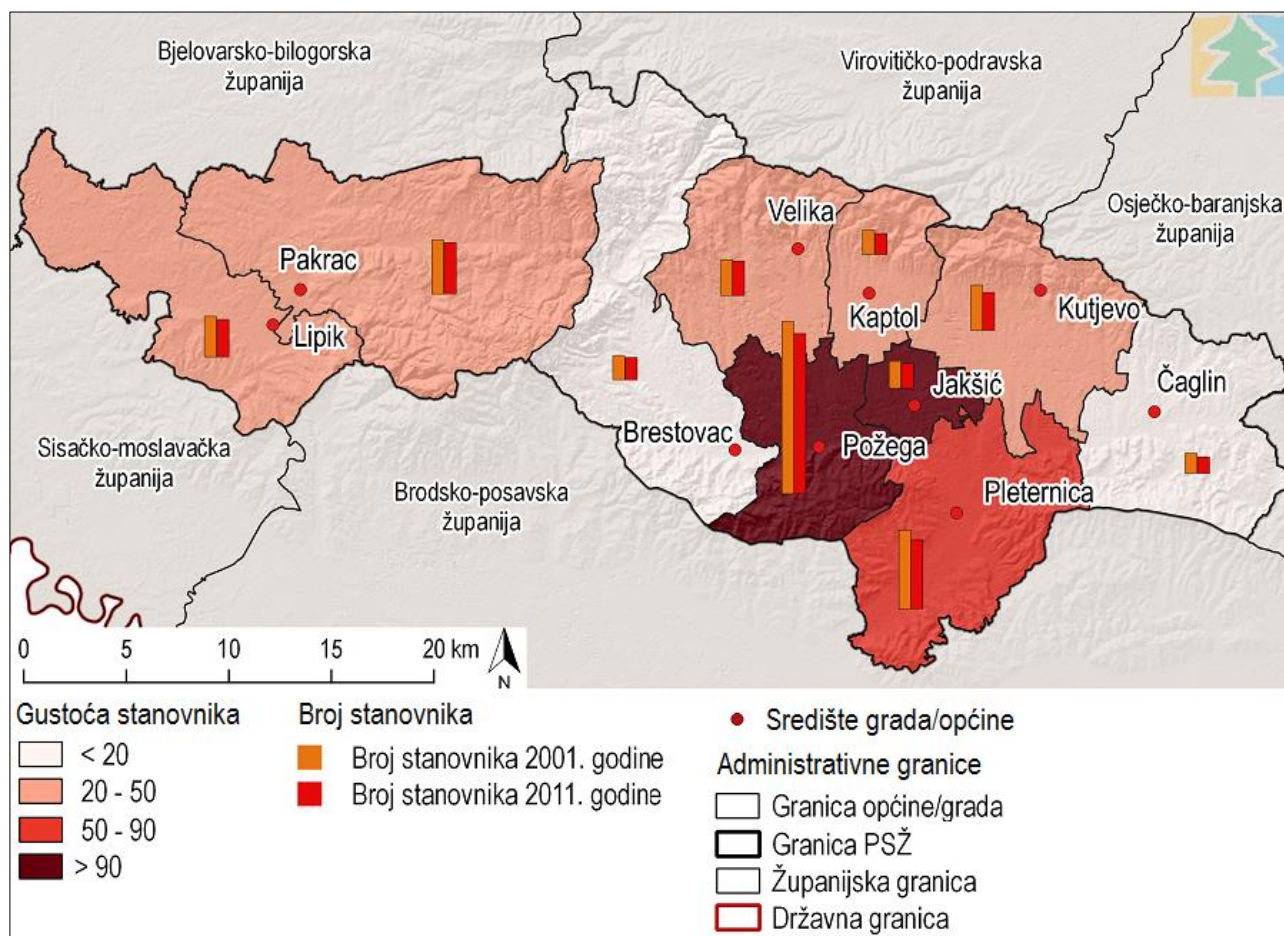 Bjelovarsko-bilogorska
županija
Virovitičko-podravska
županija
Osječko-baranjska
županija
Velika
Pakrac
Kaptol
Kutjevo
Lipik
Jakšić
Čaglin
Brestovac
Požega
Sisačko-moslavačka
županija
Brodsko-posavska
županija
Pleternica
0 5 10 15 20 km
N
Gustoća stanovnika
< 20
20 - 50
50 - 90
> 90
Broj stanovnika
Broj stanovnika 2001. godine
Broj stanovnika 2011. godine
Središte grada/općine
Administrativne granice
Granica općine/grada
Granica PSŽ
Županijska granica
Državna granica